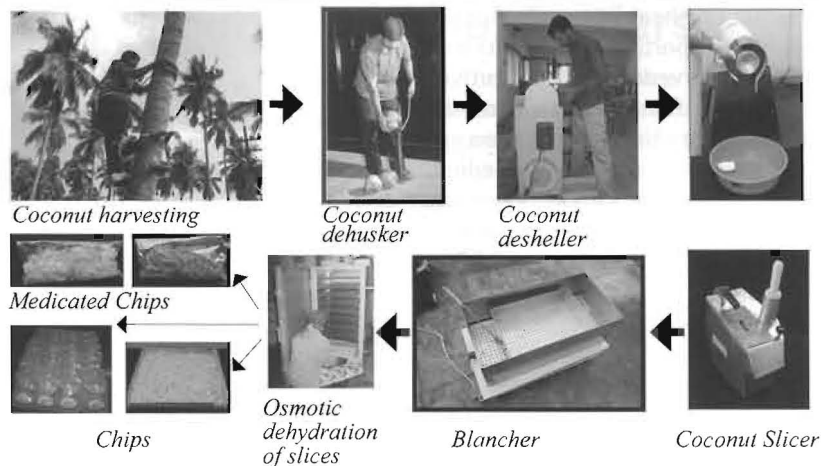 Coconut harvesting
Coconut
dehusker
Coconut
desheller
Medicated Chips
Chips
Osmotic
dehydration
of slices
Blancher
Coconut Slicer